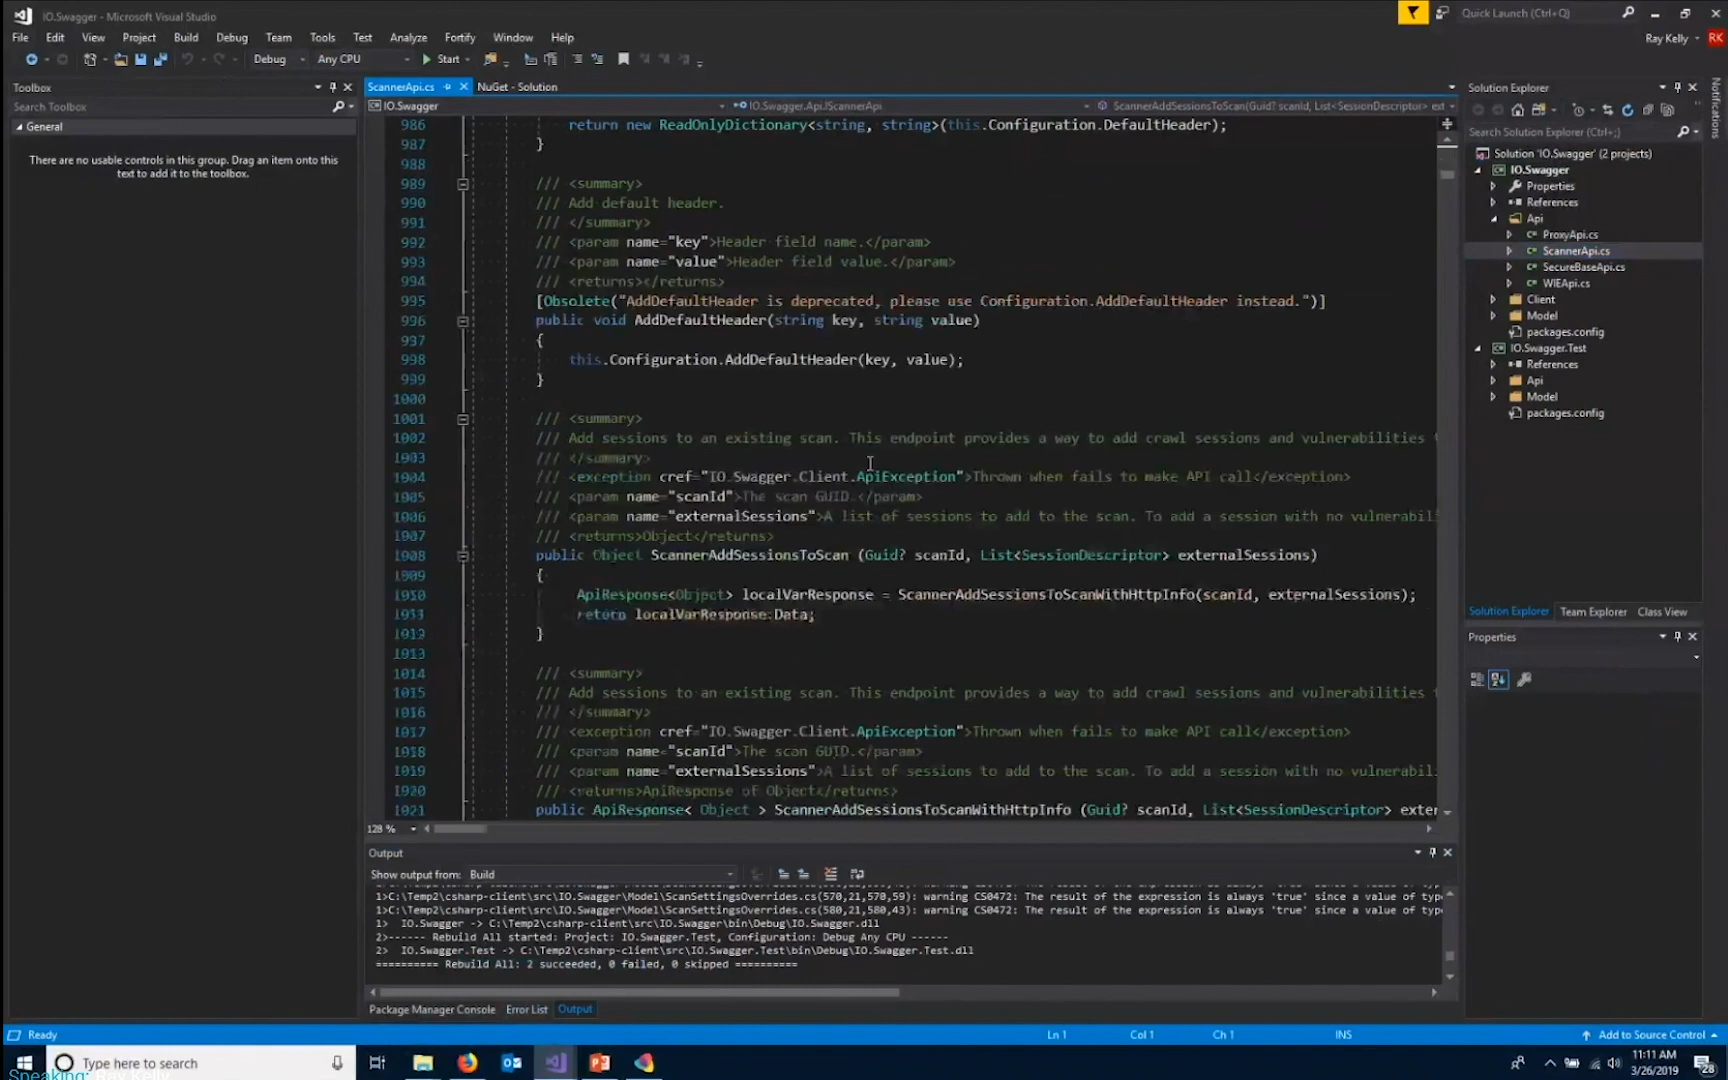 IO.Swagger - Microsoft Visual Studio
Quick Launch (Ctrl+Q)
File Edit View Project Build Debug Team Tools Test Analyze Fortify Window Help
Ray Kelly RK
Debug Any CPU Start
Toolbox
Search Toolbox
General
There are no usable controls in this group. Drag an item onto this
text to add it to the toolbox.
ScannerApi.cs NuGet - Solution
IO.Swagger IO.Swagger.Api.IScannerApi ScannerAddSessionsToScan(Guid? scanId, List<SessionDescriptor> ext
986 return new ReadOnlyDictionary<string, string>(this.Configuration.DefaultHeader);
987 }
988
989 /// <summary>
990 /// Add default header.
991 /// </summary>
992 /// <param name="key">Header field name.</param>
993 /// <param name="value">Header field value.</param>
994 /// <returns></returns>
995 [Obsolete("AddDefaultHeader is deprecated, please use Configuration.AddDefaultHeader instead.")]
996 public void AddDefaultHeader(string key, string value)
997 {
998 this.Configuration.AddDefaultHeader(key, value);
999 }
1000
1001 /// <summary>
1002 /// Add sessions to an existing scan. This endpoint provides a way to add crawl sessions and vulnerabilities
1003 /// </summary>
1004 /// <exception cref="IO.Swagger.Client.ApiException">Thrown when fails to make API call</exception>
1005 /// <param name="scanId">The scan GUID.</param>
1006 /// <param name="externalSessions">A list of sessions to add to the scan. To add a session with no vulnerabili
1007 /// <returns>Object</returns>
1008 public Object ScannerAddSessionsToScan (Guid? scanId, List<SessionDescriptor> externalSessions)
1009 {
1010 ApiResponse<Object> localVarResponse = ScannerAddSessionsToScanWithHttpInfo(scanId, externalSessions);
1011 return localVarResponse.Data;
1012 }
1013
1014 /// <summary>
1015 /// Add sessions to an existing scan. This endpoint provides a way to add crawl sessions and vulnerabilities
1016 /// </summary>
1017 /// <exception cref="IO.Swagger.Client.ApiException">Thrown when fails to make API call</exception>
1018 /// <param name="scanId">The scan GUID.</param>
1019 /// <param name="externalSessions">A list of sessions to add to the scan. To add a session with no vulnerabili
1020 /// <returns>ApiResponse of Object</returns>
1021 public ApiResponse< Object > ScannerAddSessionsToScanWithHttpInfo (Guid? scanId, List<SessionDescriptor> exter
128 %
Solution Explorer
Search Solution Explorer (Ctrl+;)
Solution 'IO.Swagger' (2 projects)
IO.Swagger
Properties
References
Api
ProxyApi.cs
ScannerApi.cs
SecureBaseApi.cs
WIEApi.cs
Client
Model
packages.config
IO.Swagger.Test
References
Api
Model
packages.config
Solution Explorer Team Explorer Class View
Properties
Notifications
Output
Show output from: Build
1>C:\Temp2\csharp-client\src\IO.Swagger\Model\ScanSettingsOverrides.cs(570,21,570,59): warning CS0472: The result of the expression is always 'true' since a value of typ
1>C:\Temp2\csharp-client\src\IO.Swagger\Model\ScanSettingsOverrides.cs(580,21,580,43): warning CS0472: The result of the expression is always 'true' since a value of typ
1> IO.Swagger -> C:\Temp2\csharp-client\src\IO.Swagger\bin\Debug\IO.Swagger.dll
2>------ Rebuild All started: Project: IO.Swagger.Test, Configuration: Debug Any CPU ------
2> IO.Swagger.Test -> C:\Temp2\csharp-client\src\IO.Swagger.Test\bin\Debug\IO.Swagger.Test.dll
========== Rebuild All: 2 succeeded, 0 failed, 0 skipped ==========
Package Manager Console Error List Output
Ready Ln 1 Col 1 Ch 1 INS Add to Source Control
Type here to search
11:11 AM
3/26/2019
28
Speaking: Ray Kelly